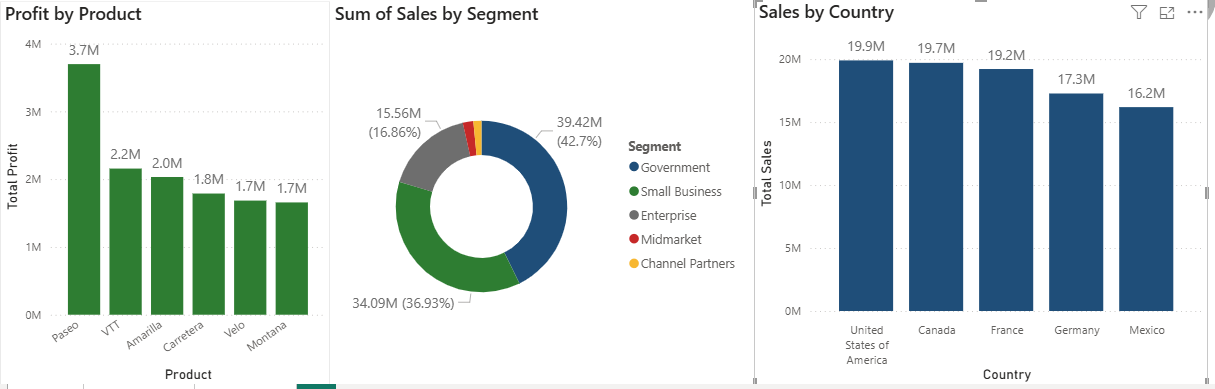 Profit by Product
4M
3.7M
3M
2.2M
2.0M
2M
1.8M
1.7M
1.7M
1M
0M
Total Profit
Paseo
VTT
Amarilla
Carretera
Velo
Montana
Product
Sum of Sales by Segment
15.56M
(16.86%)
39.42M
(42.7%)
34.09M (36.93%)
Segment
Government
Small Business
Enterprise
Midmarket
Channel Partners
Sales by Country
20M
15M
10M
5M
0M
Total Sales
19.9M
19.7M
19.2M
17.3M
16.2M
United
States of
America
Canada
France
Germany
Mexico
Country